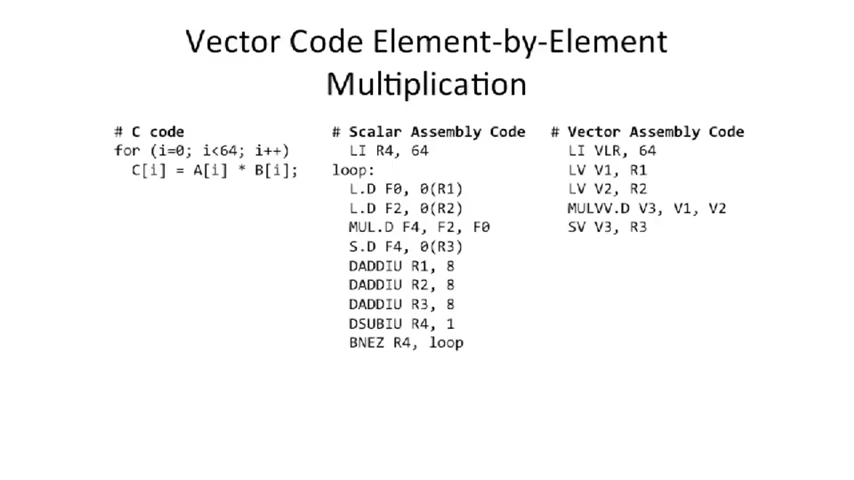 Vector Code Element-by-Element
Multiplication
# C code
for (i=0; i<64; i++)
C[i] = A[i] * B[i];
# Scalar Assembly Code
LI R4, 64
loop:
L.D F0, 0(R1)
L.D F2, 0(R2)
MUL.D F4, F2, F0
S.D F4, 0(R3)
DADDIU R1, 8
DADDIU R2, 8
DADDIU R3, 8
DSUBIU R4, 1
BNEZ R4, loop
# Vector Assembly Code
LI VLR, 64
LV V1, R1
LV V2, R2
MULVV.D V3, V1, V2
SV V3, R3